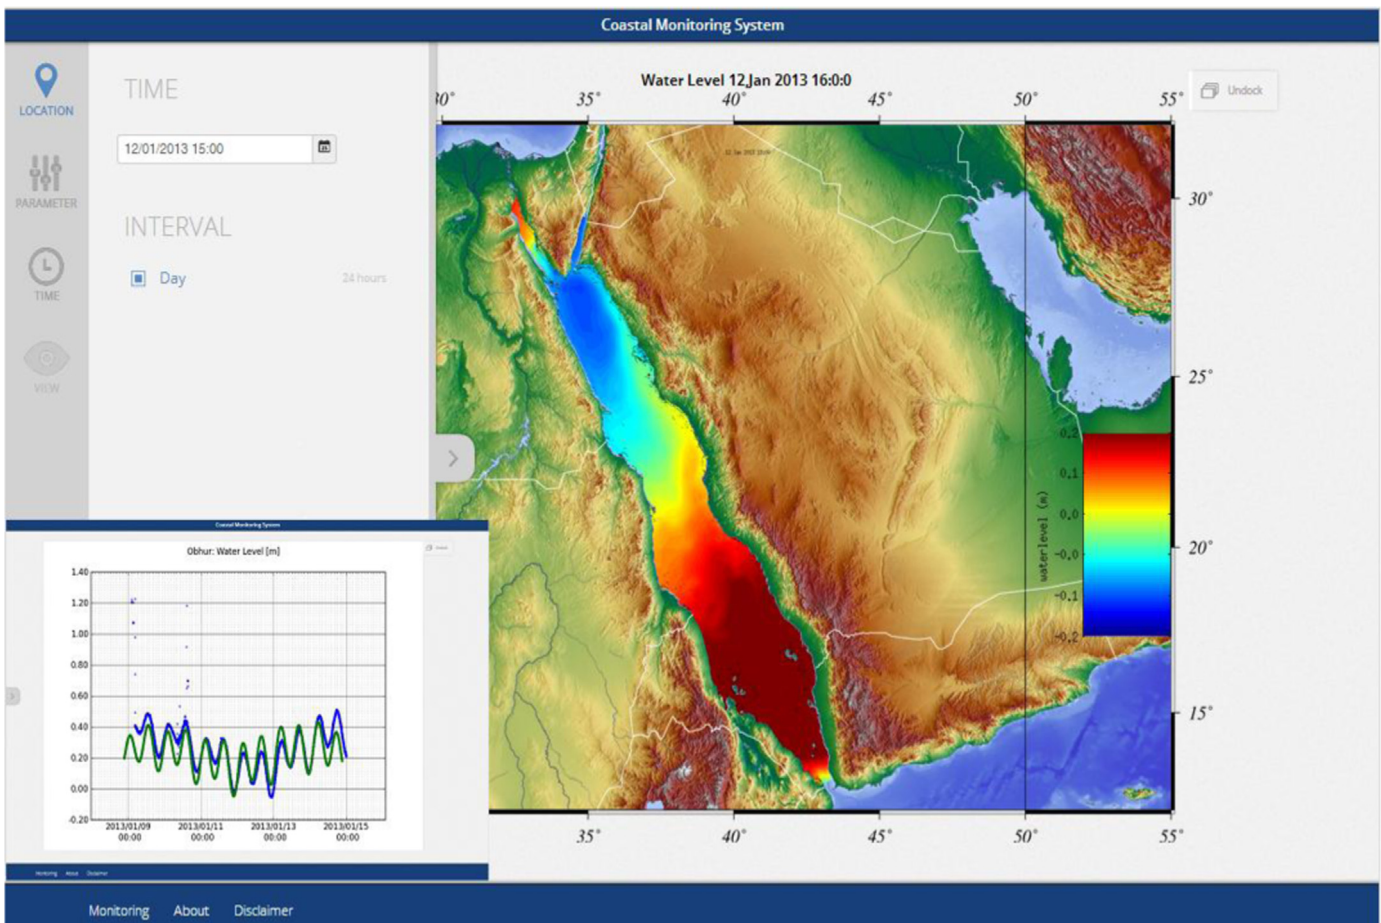 Coastal Monitoring System
LOCATION
PARAMETER
TIME
VIEW
TIME
12/01/2013 15:00
INTERVAL
Day 24 hours
Water Level 12,Jan 2013 16:0:0
30° 35° 40° 45° 50° 55°
Undock
30°
25°
20°
15°
0.2
0.1
0.0
-0.0
-0.1
-0.2
waterlevel (m)
35° 40° 45° 50° 55°
Coastal Monitoring System
Obhur: Water Level [m]
Undock
1.40
1.20
1.00
0.80
0.60
0.40
0.20
0.00
-0.20
2013/01/09 2013/01/11 2013/01/13 2013/01/15
00:00 00:00 00:00 00:00
Monitoring About Disclaimer
Monitoring About Disclaimer